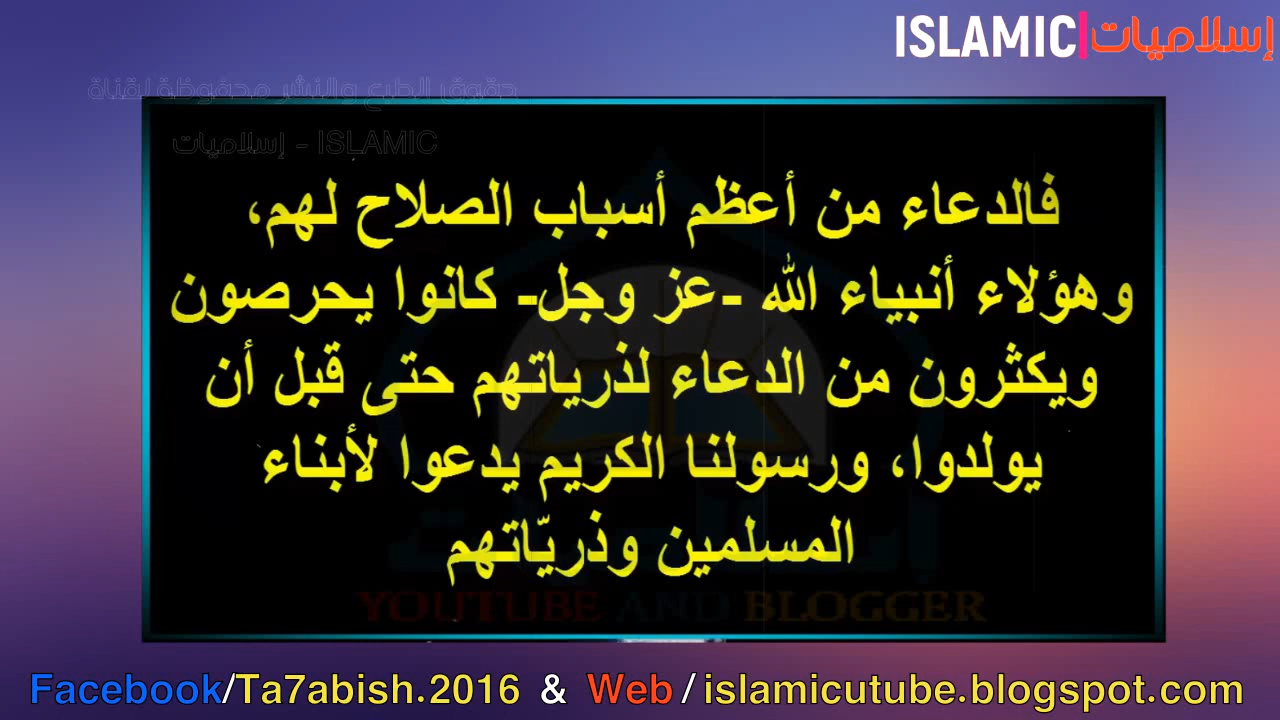 ISLAMIC|إسلاميات
حقوق الطبع والنشر محفوظة لقناة
إسلاميات - ISLAMIC
فالدعاء من أعظم أسباب الصلاح لهم،
وهؤلاء أنبياء الله -عز وجل- كانوا يحرصون
ويكثرون من الدعاء لذرياتهم حتى قبل أن
يولدوا، ورسولنا الكريم يدعوا لأبناء
المسلمين وذريّاتهم
YOUTUBE AND BLOGGER
Facebook/Ta7abish.2016 & Web / islamicutube.blogspot.com